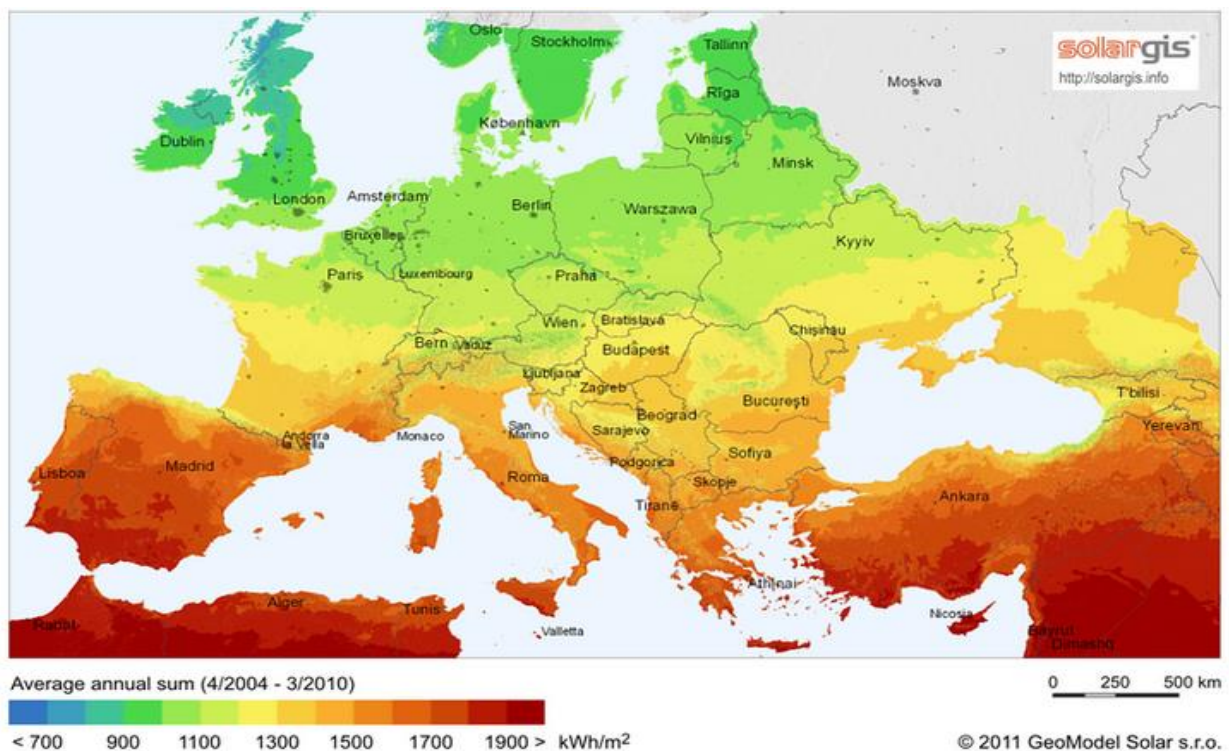 Oslo
Stockholm
Tallinn
solargis
http://solargis.info
Moskva
Rīga
København
Dublin
Vilnius
Minsk
London
Amsterdam
Berlin
Warszawa
Bruxelles
Kyyiv
Paris
Luxembourg
Praha
Wien
Bratislava
Chișinău
Bern
Vaduz
Budapest
Ljubljana
Zagreb
T'bilisi
Beograd
București
Yerevan
Andorra
la Vella
Monaco
San
Marino
Sarajevo
Sofiya
Podgorica
Lisboa
Madrid
Roma
Skopje
Ankara
Tiranë
Athínai
Alger
Tunis
Nicosia
Rabat
Valletta
Bayrut
Dimashq
Average annual sum (4/2004 - 3/2010)
0 250 500 km
< 700 900 1100 1300 1500 1700 1900 > kWh/m²
© 2011 GeoModel Solar s.r.o.